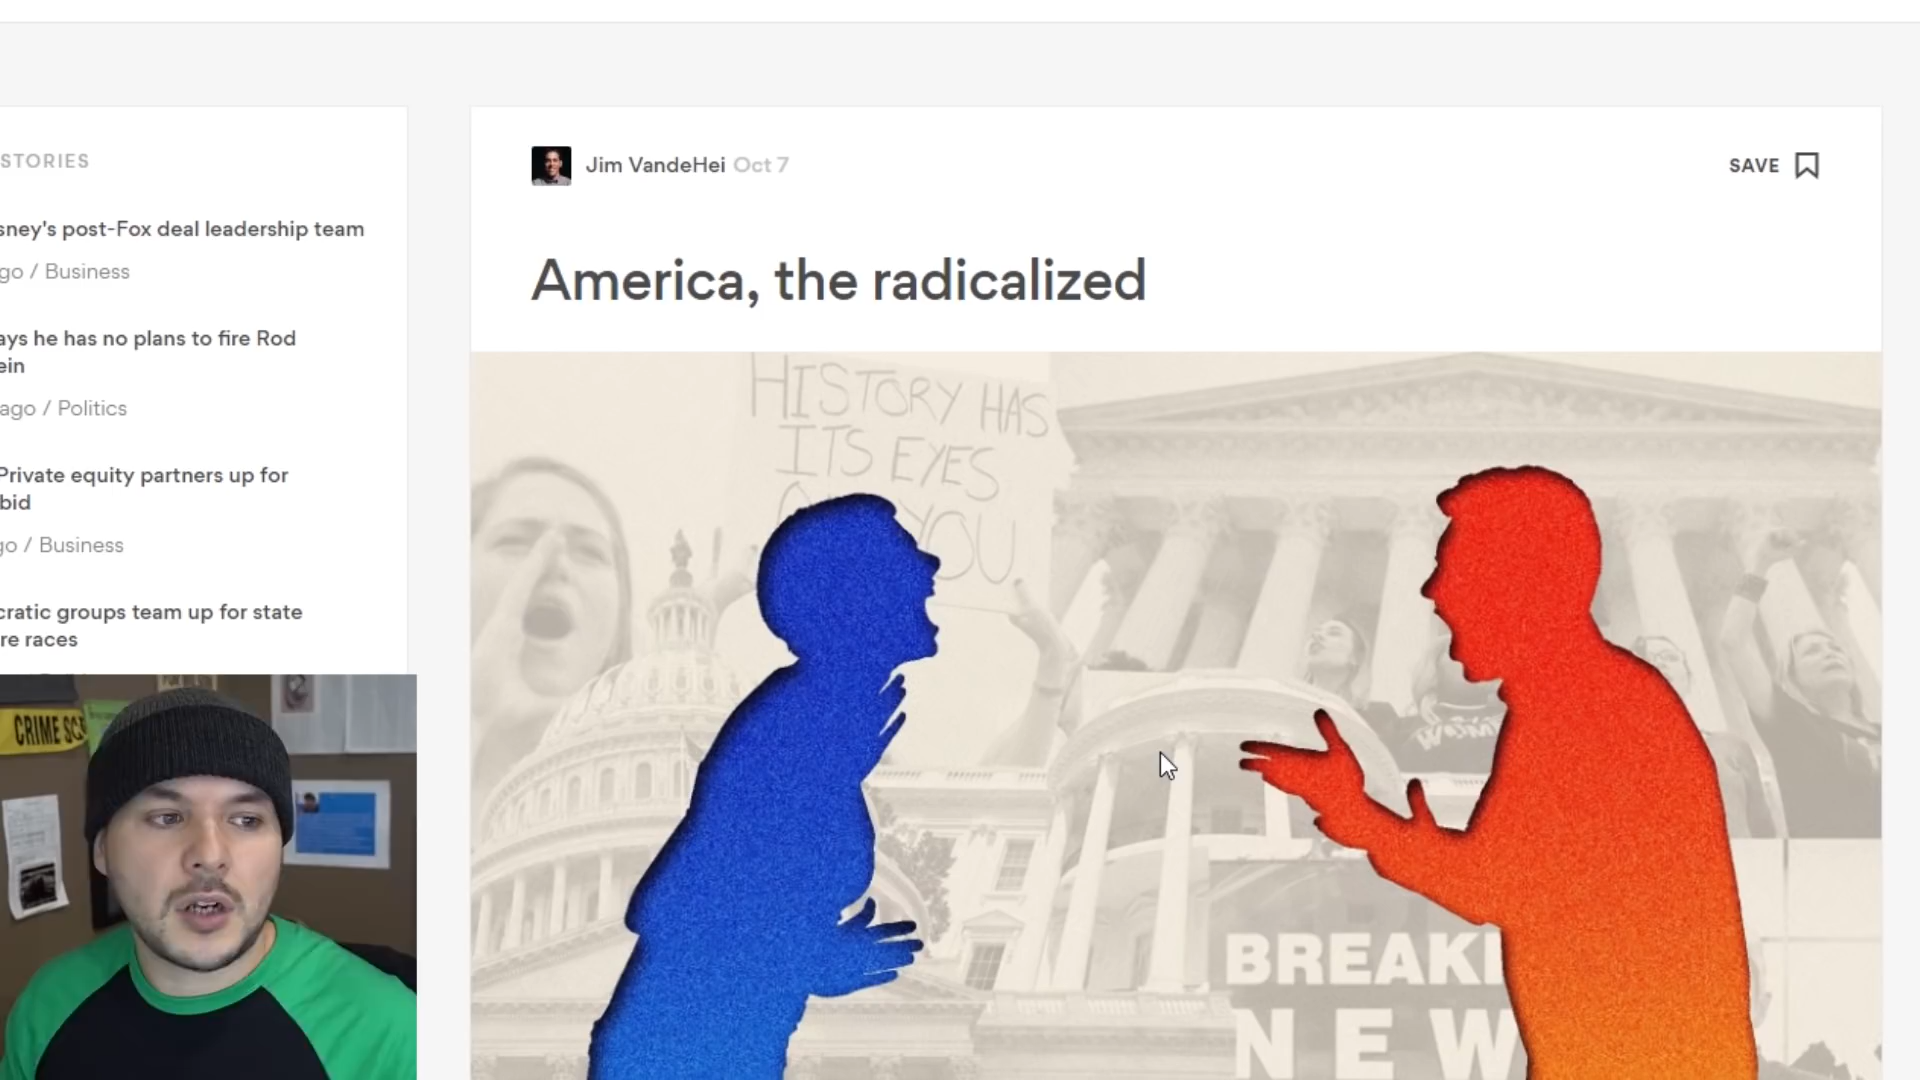 STORIES
sney's post-Fox deal leadership team
go / Business
ays he has no plans to fire Rod
ein
ago / Politics
Private equity partners up for
bid
go / Business
cratic groups team up for state
re races
CRIME SC
Jim VandeHei Oct 7
SAVE
America, the radicalized
HISTORY HAS
ITS EYES
ON YOU
BREAKI
NEW